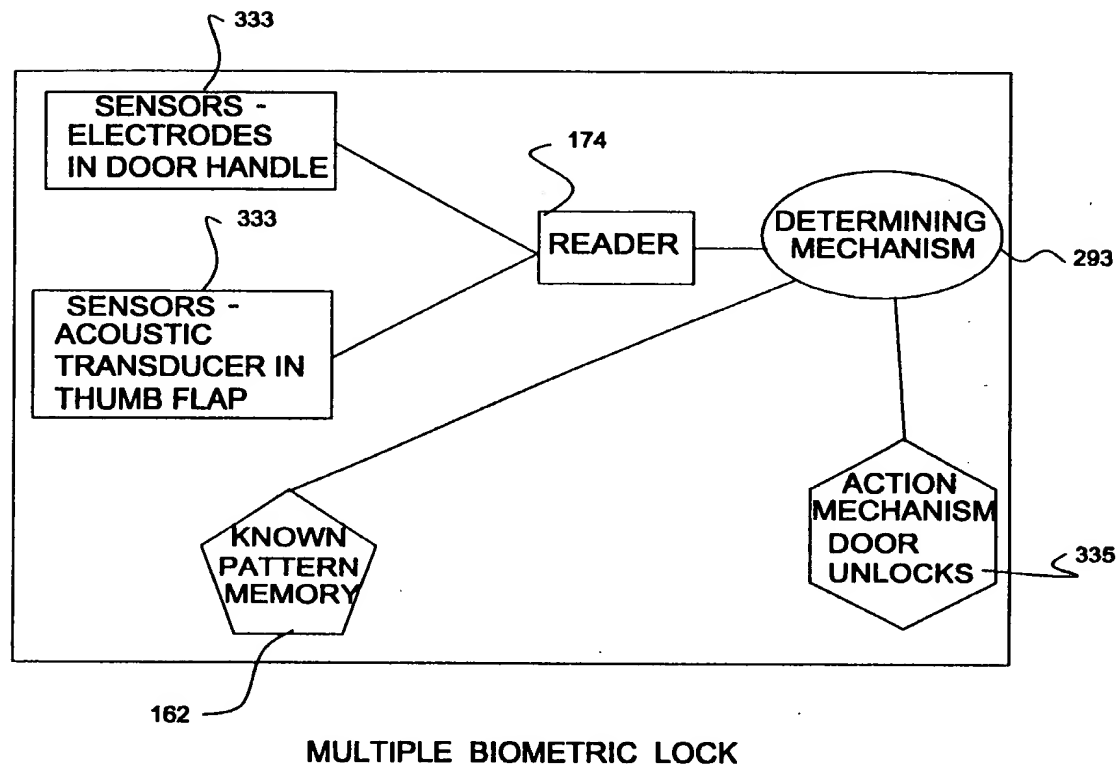 333
SENSORS -
ELECTRODES
IN DOOR HANDLE
333
SENSORS -
ACOUSTIC
TRANSDUCER IN
THUMB FLAP
174
READER
DETERMINING
MECHANISM
293
KNOWN
PATTERN
MEMORY
162
ACTION
MECHANISM
DOOR
UNLOCKS
335
MULTIPLE BIOMETRIC LOCK